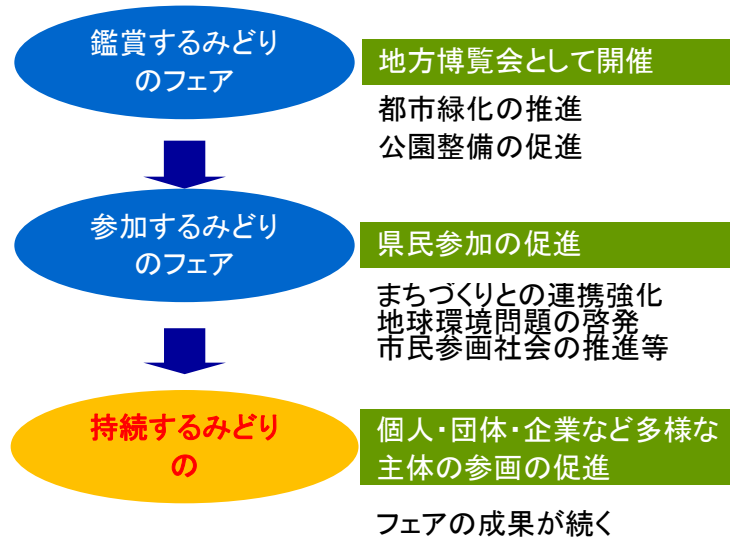 鑑賞するみどり
のフェア
地方博覧会として開催
都市緑化の推進
公園整備の促進
参加するみどり
のフェア
県民参加の促進
まちづくりとの連携強化
地球環境問題の啓発
市民参画社会の推進等
持続するみどり
の
個人・団体・企業など多様な
主体の参画の促進
フェアの成果が続く